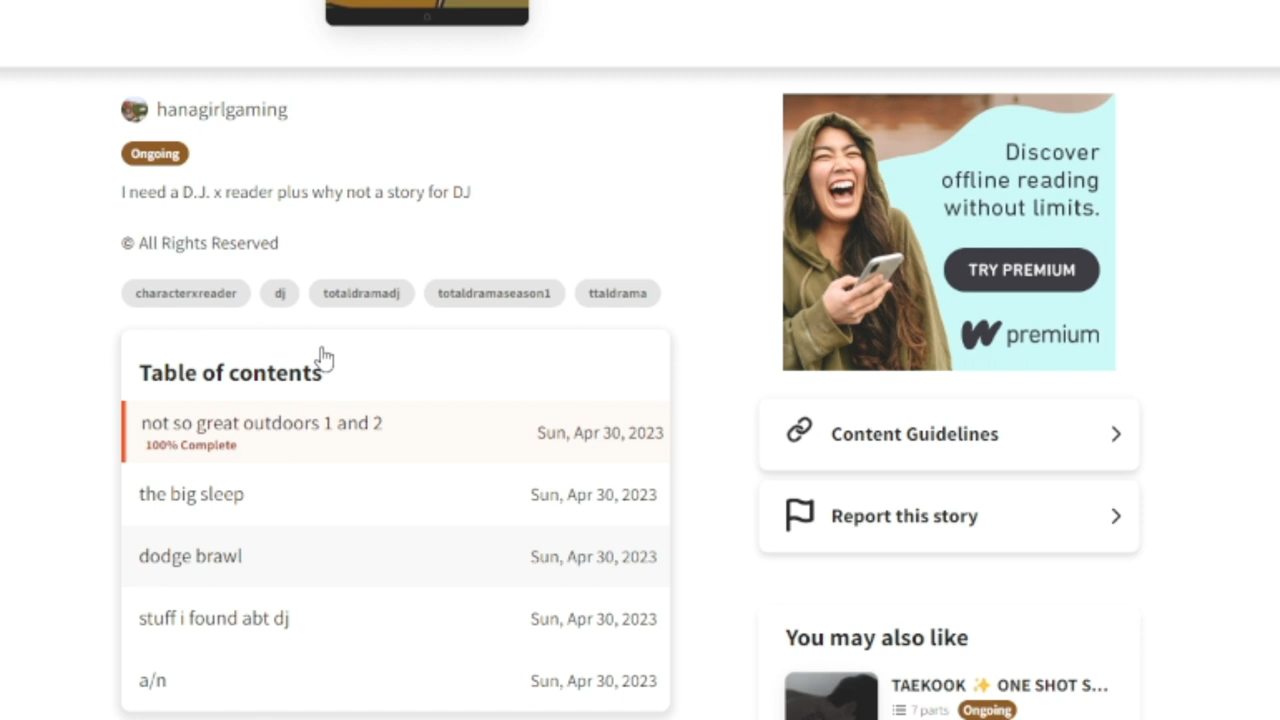 hanagirlgaming
Ongoing
I need a D.J. x reader plus why not a story for DJ
© All Rights Reserved
characterxreader dj totaldramadj totaldramaseason1 ttaldrama
Table of contents
not so great outdoors 1 and 2 Sun, Apr 30, 2023
100% Complete
the big sleep Sun, Apr 30, 2023
dodge brawl Sun, Apr 30, 2023
stuff i found abt dj Sun, Apr 30, 2023
a/n Sun, Apr 30, 2023
Discover
offline reading
without limits.
TRY PREMIUM
premium
Content Guidelines
Report this story
You may also like
TAEKOOK ✨ ONE SHOT S...
7 parts Ongoing